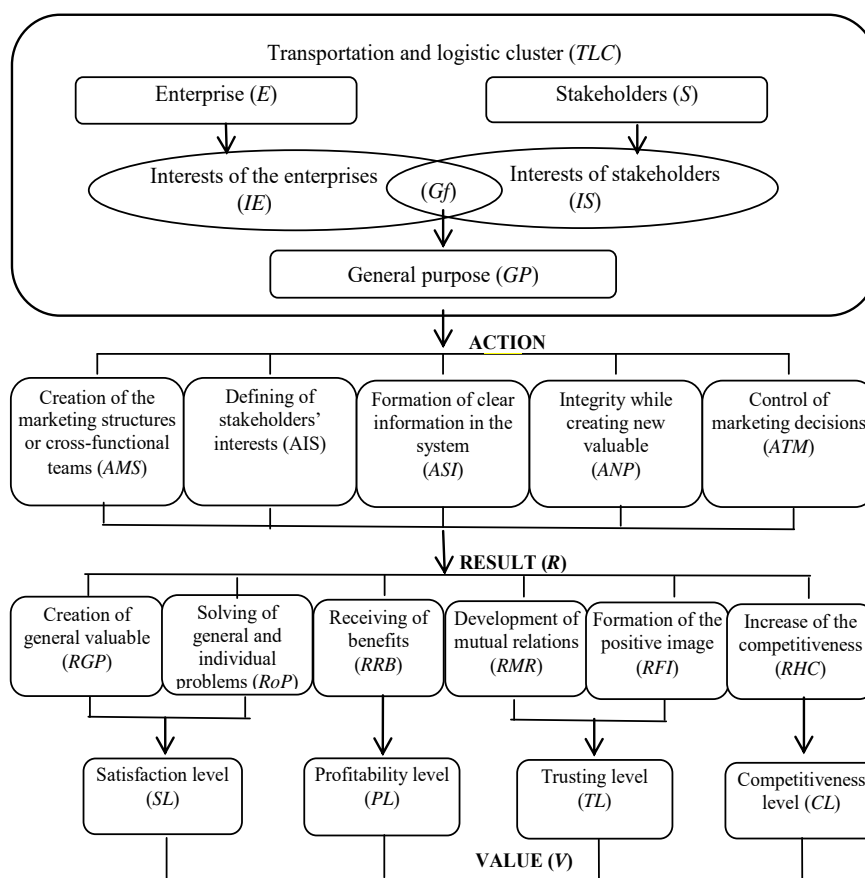 Transportation and logistic cluster (TLC)
Enterprise (E)
Stakeholders (S)
Interests of the enterprises
(IE)
(Gf)
Interests of stakeholders
(IS)
General purpose (GP)
ACTION
Creation of the
marketing structures
or cross-functional
teams (AMS)
Defining of
stakeholders’
interests (AIS)
Formation of clear
information in the
system
(ASI)
Integrity while
creating new
valuable
(ANP)
Control of
marketing decisions
(ATM)
RESULT (R)
Creation of
general valuable
(RGP)
Solving of
general and
individual
problems (RoP)
Receiving of
benefits
(RRB)
Development of
mutual relations
(RMR)
Formation of the
positive image
(RFI)
Increase of the
competitiveness
(RHC)
Satisfaction level
(SL)
Profitability level
(PL)
Trusting level
(TL)
Competitiveness
level (CL)
VALUE (V)